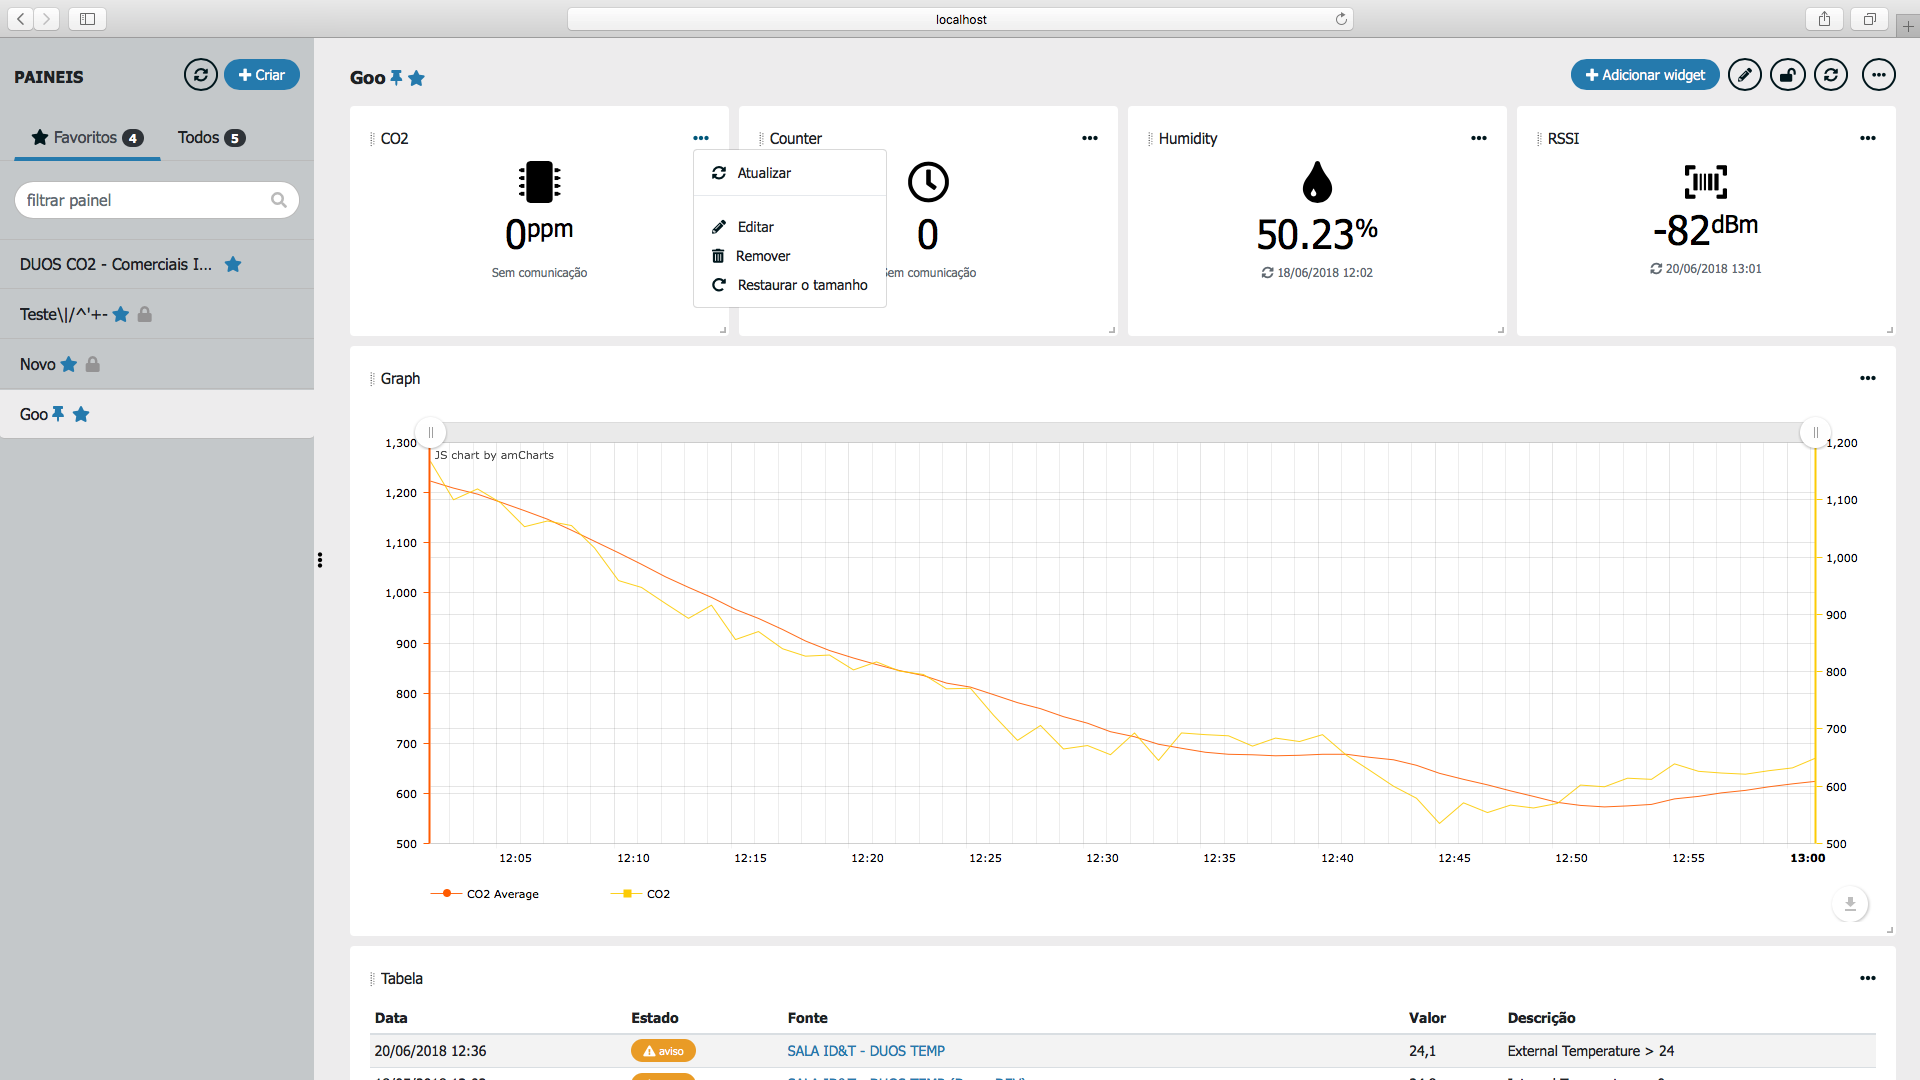 localhost
PAINEIS
Criar
Favoritos 4
Todos 5
filtrar painel
DUOS CO2 - Comerciais I...
Teste\|/^'+-
Novo
Goo
Goo
Adicionar widget
CO2
0ppm
Sem comunicação
Atualizar
Editar
Remover
Restaurar o tamanho
Counter
0
em comunicação
Humidity
50.23%
18/06/2018 12:02
RSSI
-82dBm
20/06/2018 13:01
Graph
JS chart by amCharts
1,300
1,200
1,100
1,000
900
800
700
600
500
1,200
1,100
1,000
900
800
700
600
500
12:05 12:10 12:15 12:20 12:25 12:30 12:35 12:40 12:45 12:50 12:55 13:00
CO2 Average CO2
Tabela
Data Estado Fonte Valor Descrição
20/06/2018 12:36 aviso SALA ID&T - DUOS TEMP 24,1 External Temperature > 24